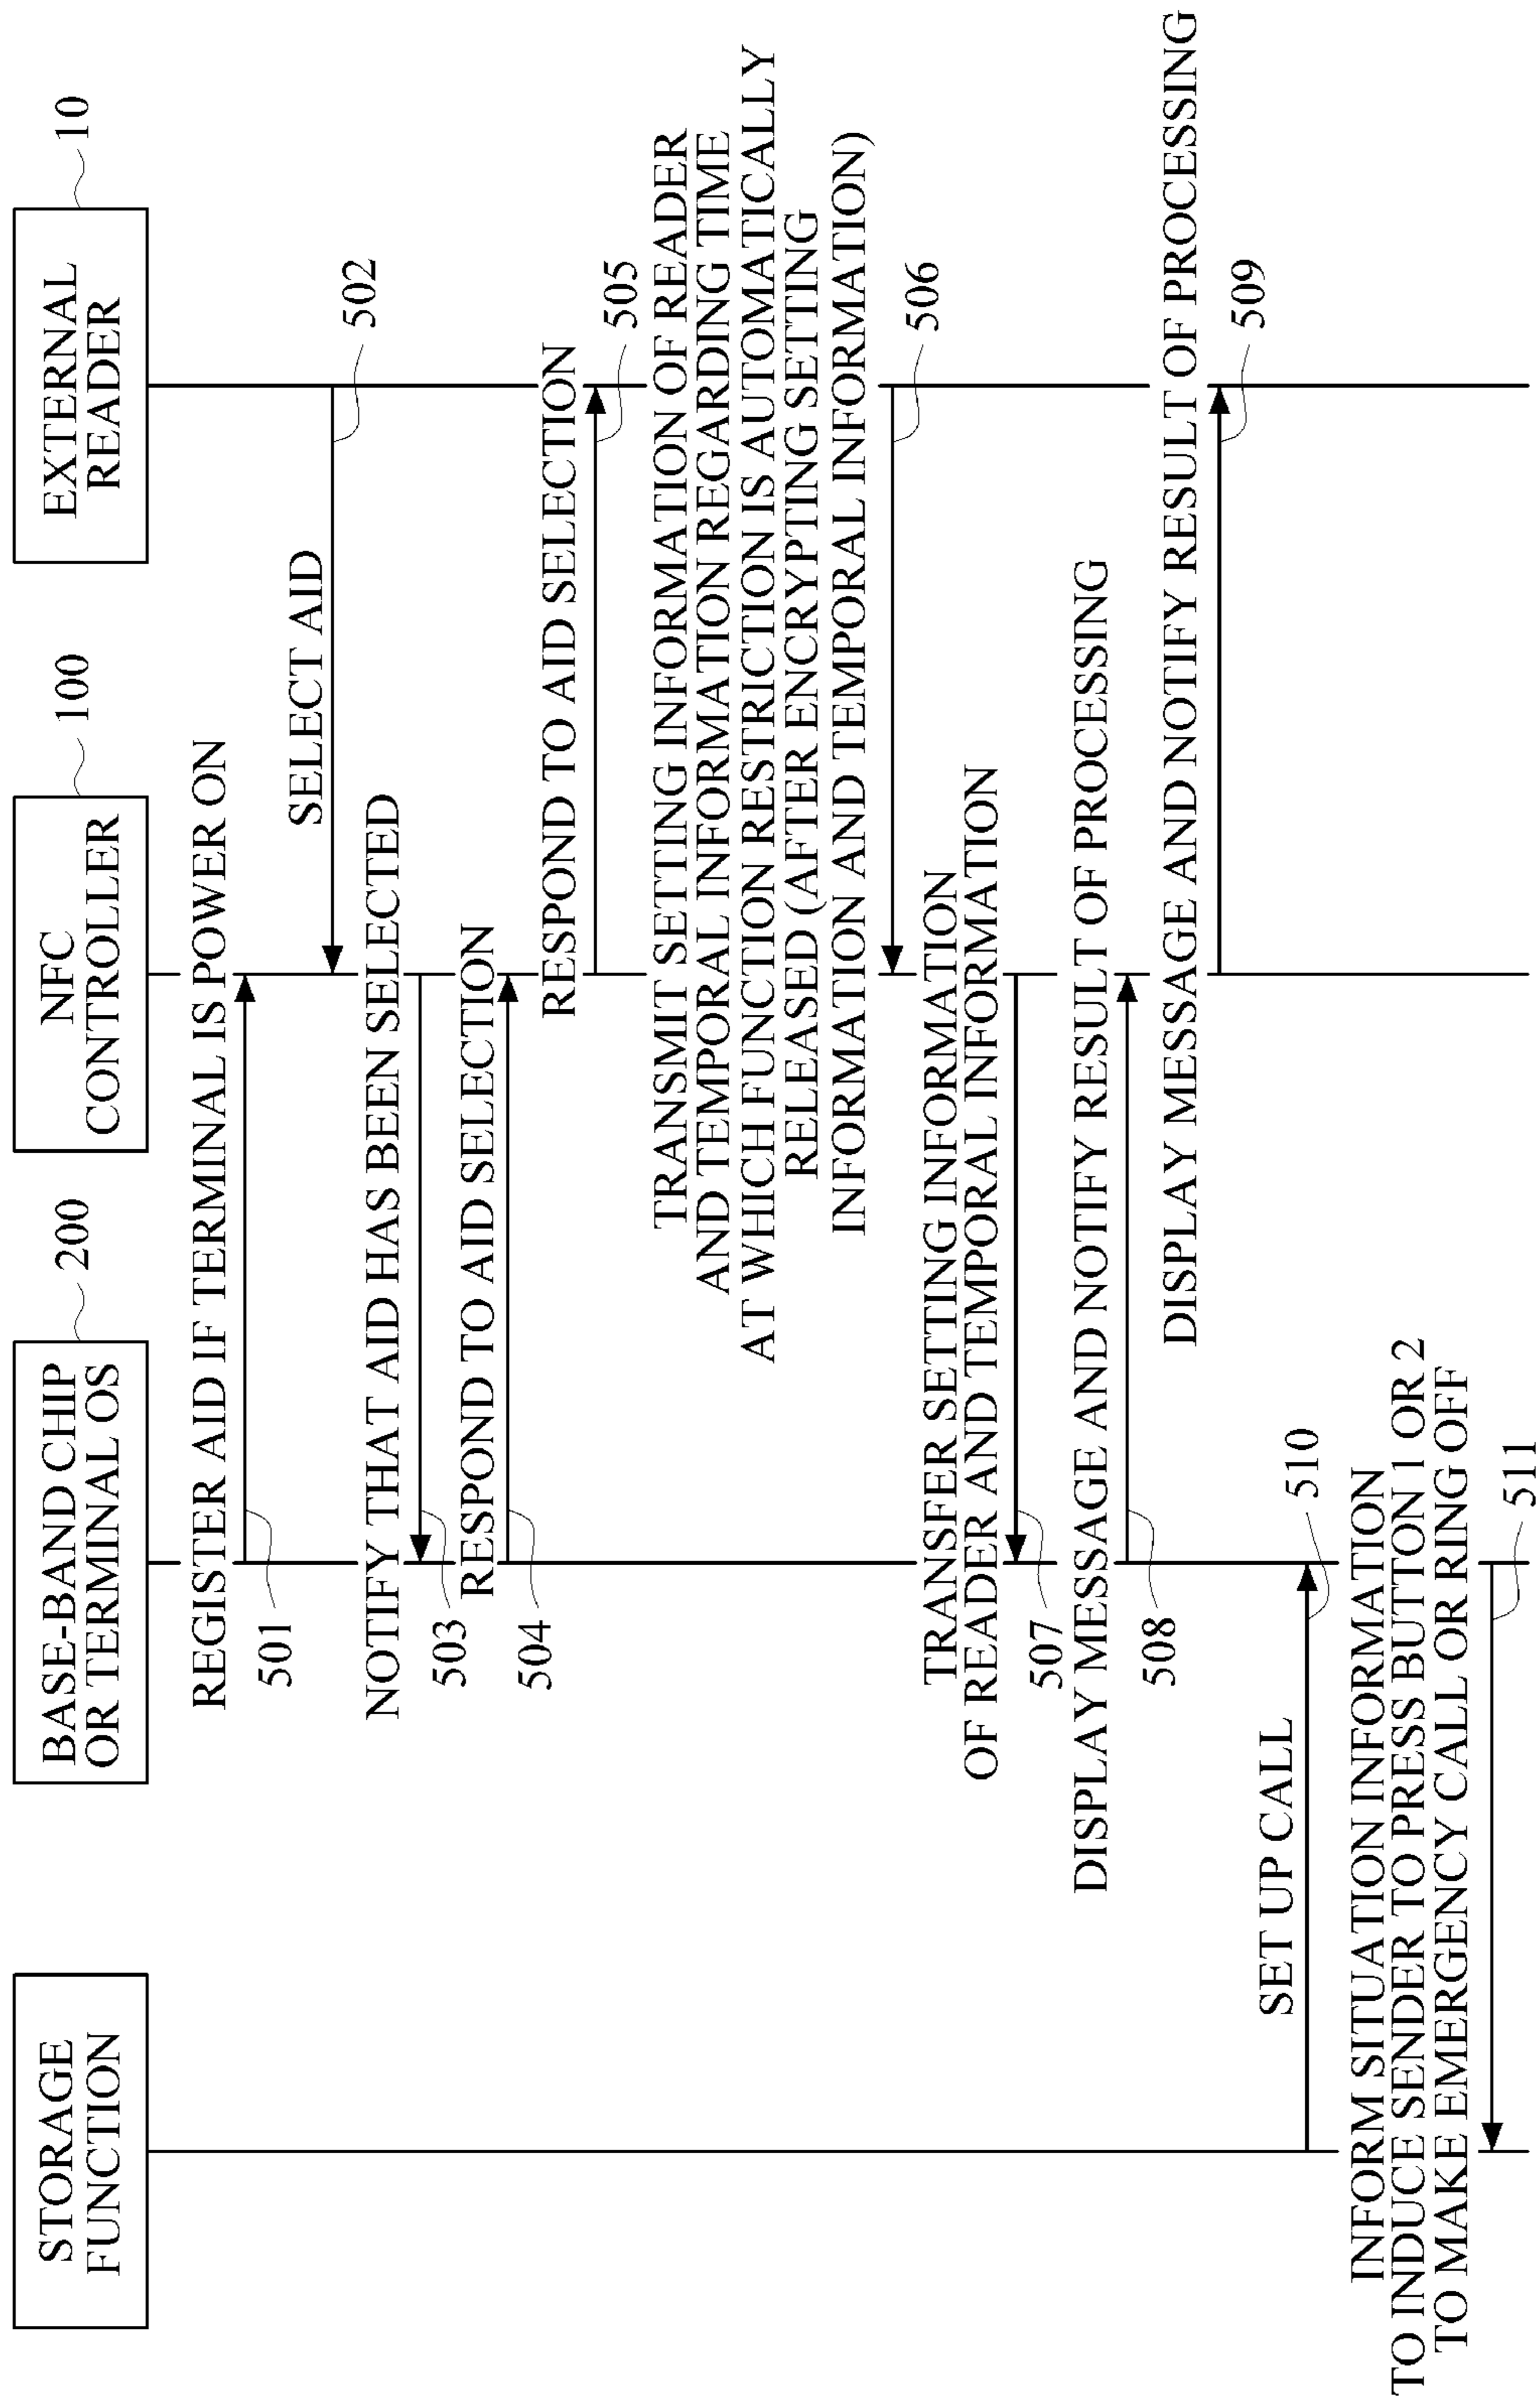 STORAGE
FUNCTION
BASE-BAND CHIP
OR TERMINAL OS
200
NFC
CONTROLLER
100
EXTERNAL
READER
10
REGISTER AID IF TERMINAL IS POWER ON
501
SELECT AID
502
NOTIFY THAT AID HAS BEEN SELECTED
503
RESPOND TO AID SELECTION
504
RESPOND TO AID SELECTION
505
TRANSMIT SETTING INFORMATION OF READER
AND TEMPORAL INFORMATION REGARDING TIME
AT WHICH FUNCTION RESTRICTION IS AUTOMATICALLY
RELEASED (AFTER ENCRYPTING SETTING
INFORMATION AND TEMPORAL INFORMATION)
506
TRANSFER SETTING INFORMATION
OF READER AND TEMPORAL INFORMATION
507
DISPLAY MESSAGE AND NOTIFY RESULT OF PROCESSING
508
DISPLAY MESSAGE AND NOTIFY RESULT OF PROCESSING
509
SET UP CALL
510
INFORM SITUATION INFORMATION
TO INDUCE SENDER TO PRESS BUTTON 1 OR 2
TO MAKE EMERGENCY CALL OR RING OFF
511